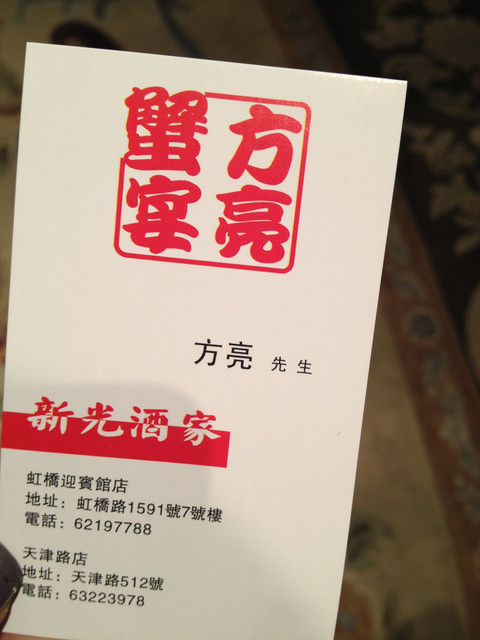 方亮
蟹宴
方亮 先生
新光酒家
虹橋迎賓館店
地址：虹橋路1591號7號樓
電話：62197788
天津路店
地址：天津路512號
電話：63223978